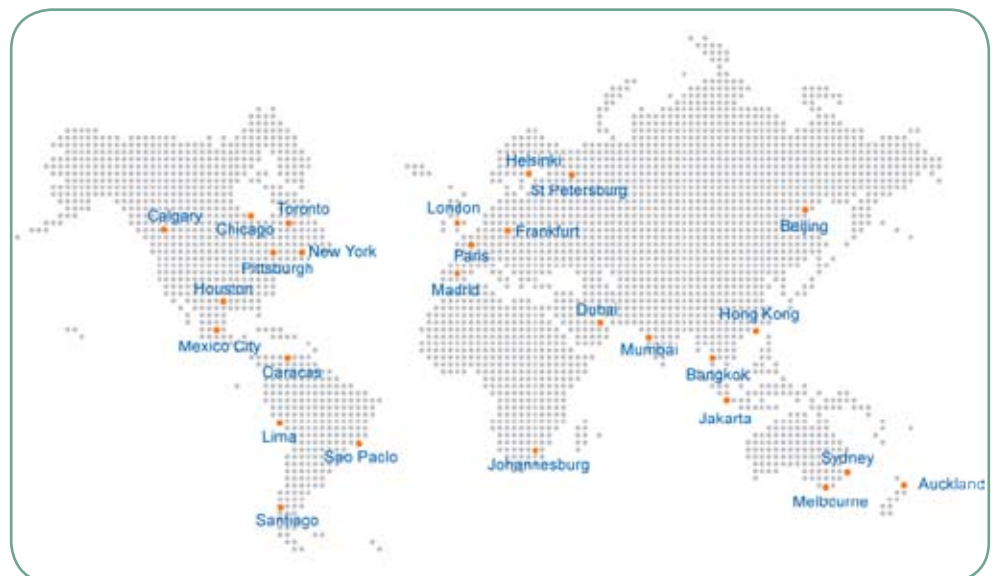 Helsinki
St Petersburg
Calgary
Toronto
London
Chicago
Frankfurt
Beijing
New York
Paris
Pittsburgh
Houston
Madrid
Dubai
Hong Kong
Mexico City
Mumbai
Caracas
Bangkok
Jakarta
Lima
Sao Paolo
Johannesburg
Sydney
Auckland
Melbourne
Santiago